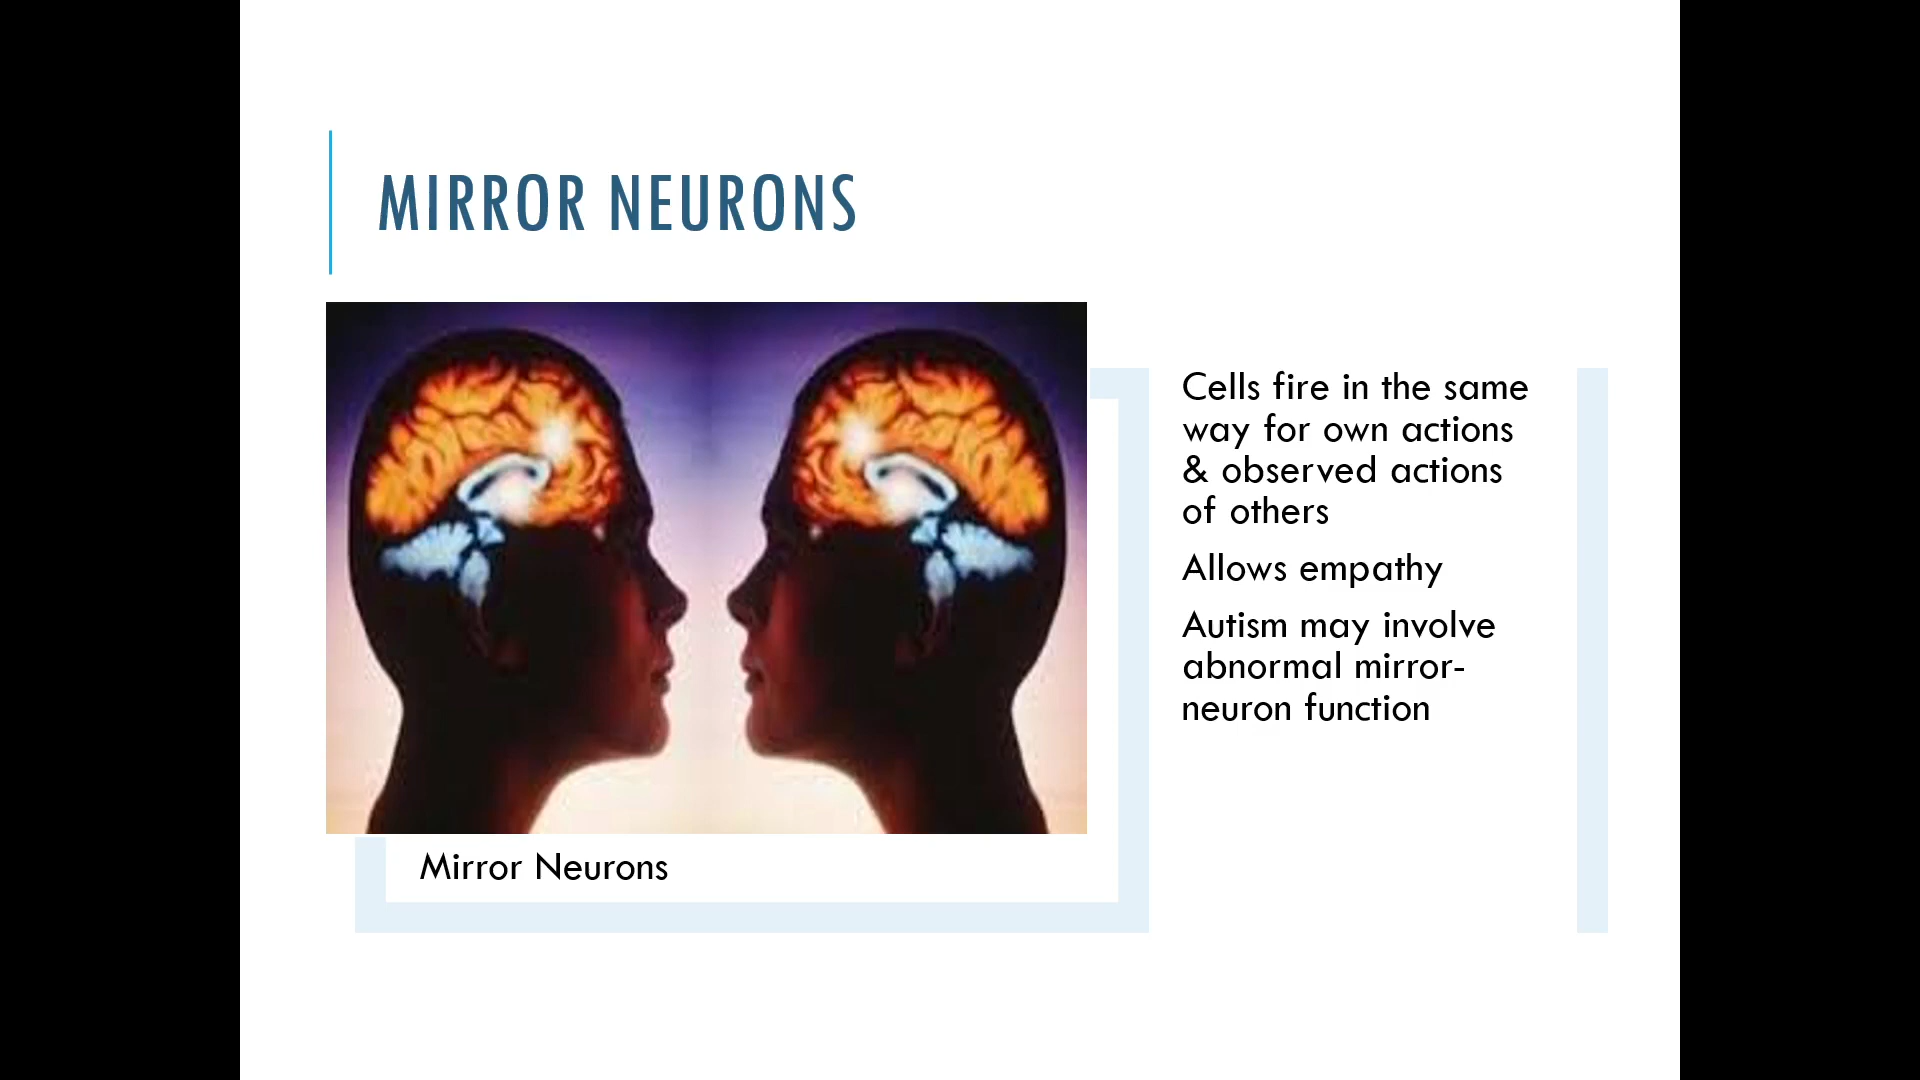 MIRROR NEURONS
Cells fire in the same
way for own actions
& observed actions
of others
Allows empathy
Autism may involve
abnormal mirror-
neuron function
Mirror Neurons